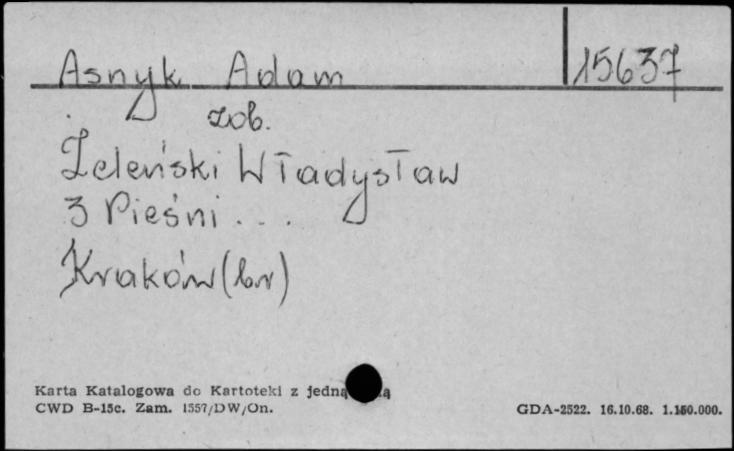 Asnyk Adam 15637
zob.
Żeleński Władysław
3 Pieśni . . .
Kraków (br)
Karta Katalogowa do Kartoteki z jedną
CWD B-15c. Zam. 1557/DW/On. GDA-2522. 16.10.68. 1.150.000.